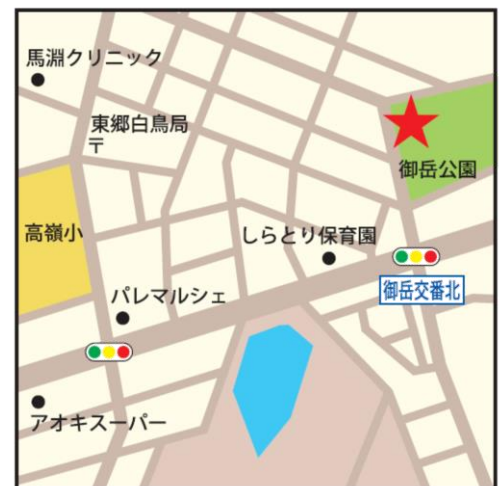 馬淵クリニック
東郷白鳥局
〒
御岳公園
高嶺小
しらとり保育園
御岳交番北
パレマルシェ
アオキスーパー